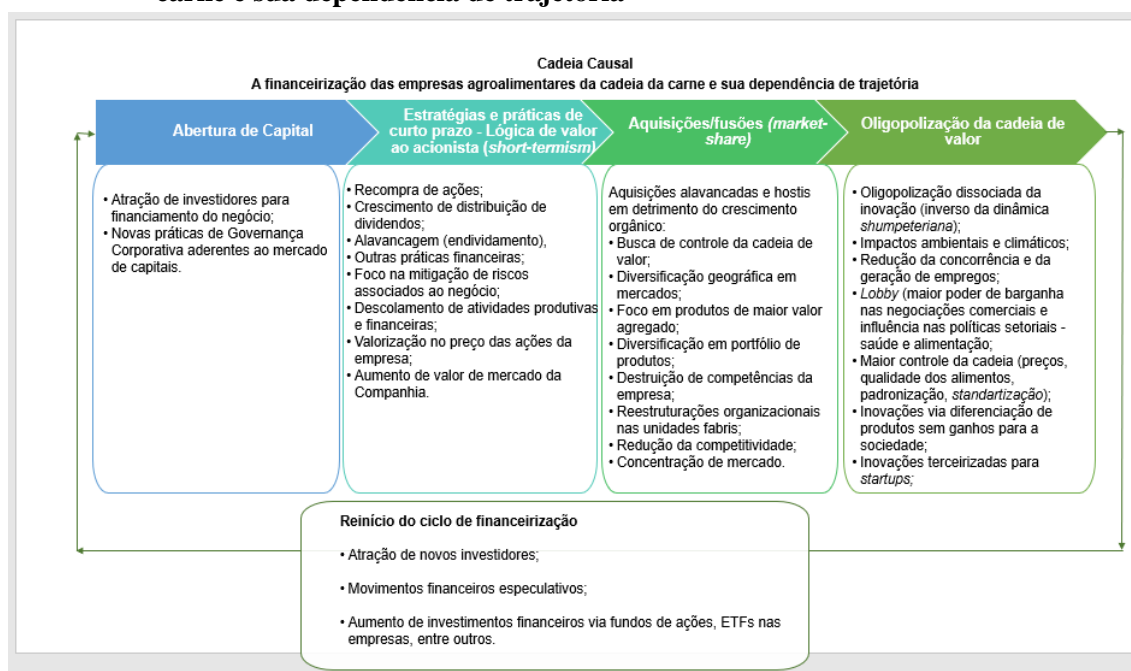 carne e sua dependência de trajetória
Cadeia Causal
A financeirização das empresas agroalimentares da cadeia da carne e sua dependência de trajetória
Abertura de Capital
• Atração de investidores para
financiamento do negócio;
• Novas práticas de Governança
Corporativa aderentes ao mercado
de capitais.
Estratégias e práticas de
curto prazo - Lógica de valor
ao acionista (short-termism)
• Recompra de ações;
• Crescimento de distribuição de
dividendos;
• Alavancagem (endividamento),
• Outras práticas financeiras;
• Foco na mitigação de riscos
associados ao negócio;
• Descolamento de atividades produtivas
e financeiras;
• Valorização no preço das ações da
empresa;
• Aumento de valor de mercado da
Companhia.
Aquisições/fusões (market-
share)
Aquisições alavancadas e hostis
em detrimento do crescimento
orgânico:
• Busca de controle da cadeia de
valor;
• Diversificação geográfica em
mercados;
• Foco em produtos de maior valor
agregado;
• Diversificação em portfólio de
produtos;
• Destruição de competências da
empresa;
• Reestruturações organizacionais
nas unidades fabris;
• Redução da competitividade;
• Concentração de mercado.
Oligopolização da cadeia de
valor
• Oligopolização dissociada da
inovação (inverso da dinâmica
shumpeteriana);
• Impactos ambientais e climáticos;
• Redução da concorrência e da
geração de empregos;
• Lobby (maior poder de barganha
nas negociações comerciais e
influência nas políticas setoriais -
saúde e alimentação;
• Maior controle da cadeia (preços,
qualidade dos alimentos,
padronização, standartização);
• Inovações via diferenciação de
produtos sem ganhos para a
sociedade;
• Inovações terceirizadas para
startups;
Reinício do ciclo de financeirização
• Atração de novos investidores;
• Movimentos financeiros especulativos;
• Aumento de investimentos financeiros via fundos de ações, ETFs nas
empresas, entre outros.